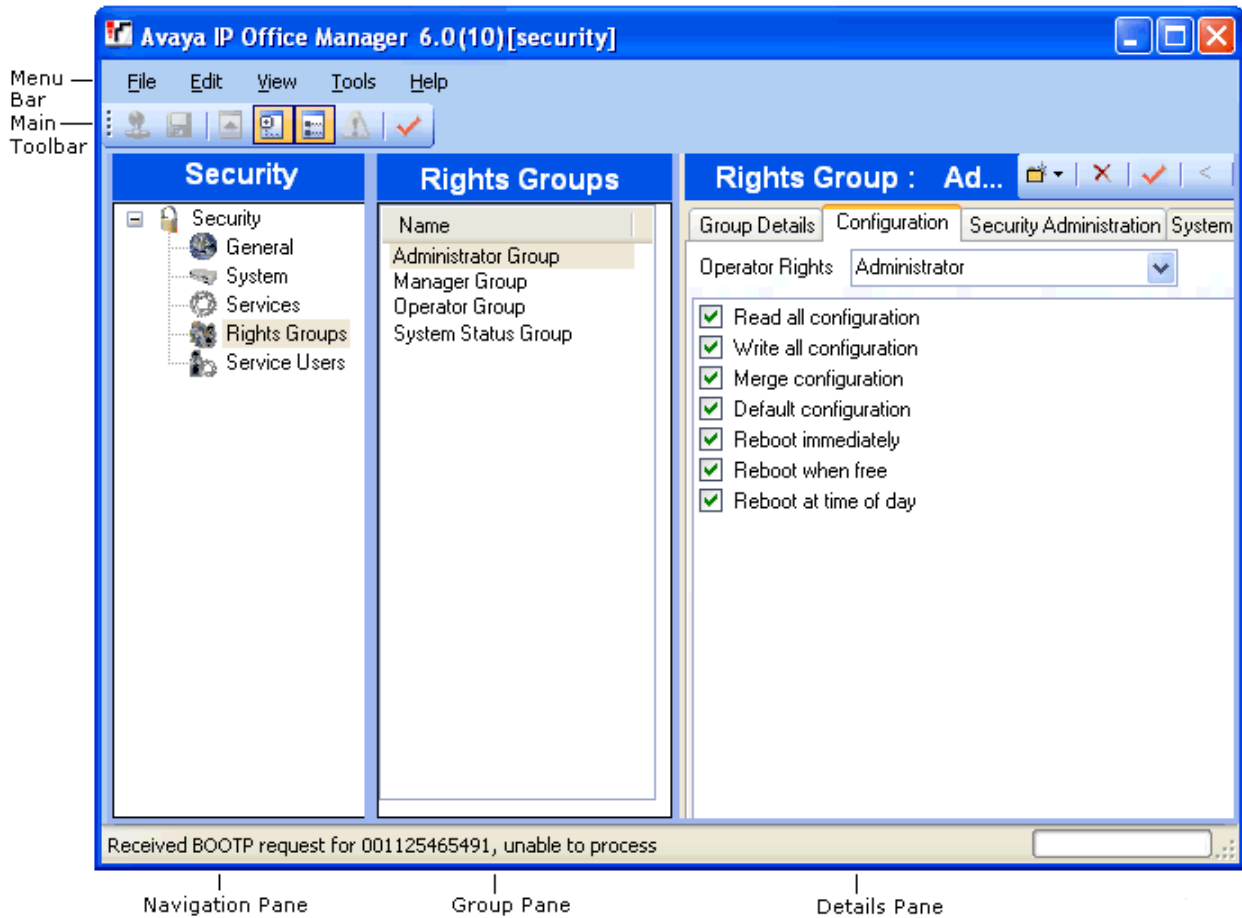 Avaya IP Office Manager 6.0(10)[security]
Menu Bar
File Edit View Tools Help
Main Toolbar
Security
Rights Groups
Rights Group : Ad...
Security
General
System
Services
Rights Groups
Service Users
Name
Administrator Group
Manager Group
Operator Group
System Status Group
Group Details Configuration Security Administration System
Operator Rights Administrator
Read all configuration
Write all configuration
Merge configuration
Default configuration
Reboot immediately
Reboot when free
Reboot at time of day
Received BOOTP request for 001125465491, unable to process
Navigation Pane Group Pane Details Pane